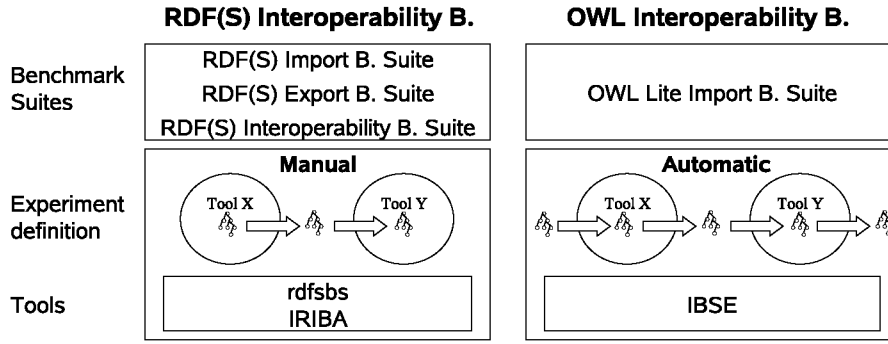 RDF(S) Interoperability B.
OWL Interoperability B.
Benchmark
Suites
RDF(S) Import B. Suite
RDF(S) Export B. Suite
RDF(S) Interoperability B. Suite
OWL Lite Import B. Suite
Experiment
definition
Manual
Tool X
Tool Y
Automatic
Tool X
Tool Y
Tools
rdfsbs
IRIBA
IBSE